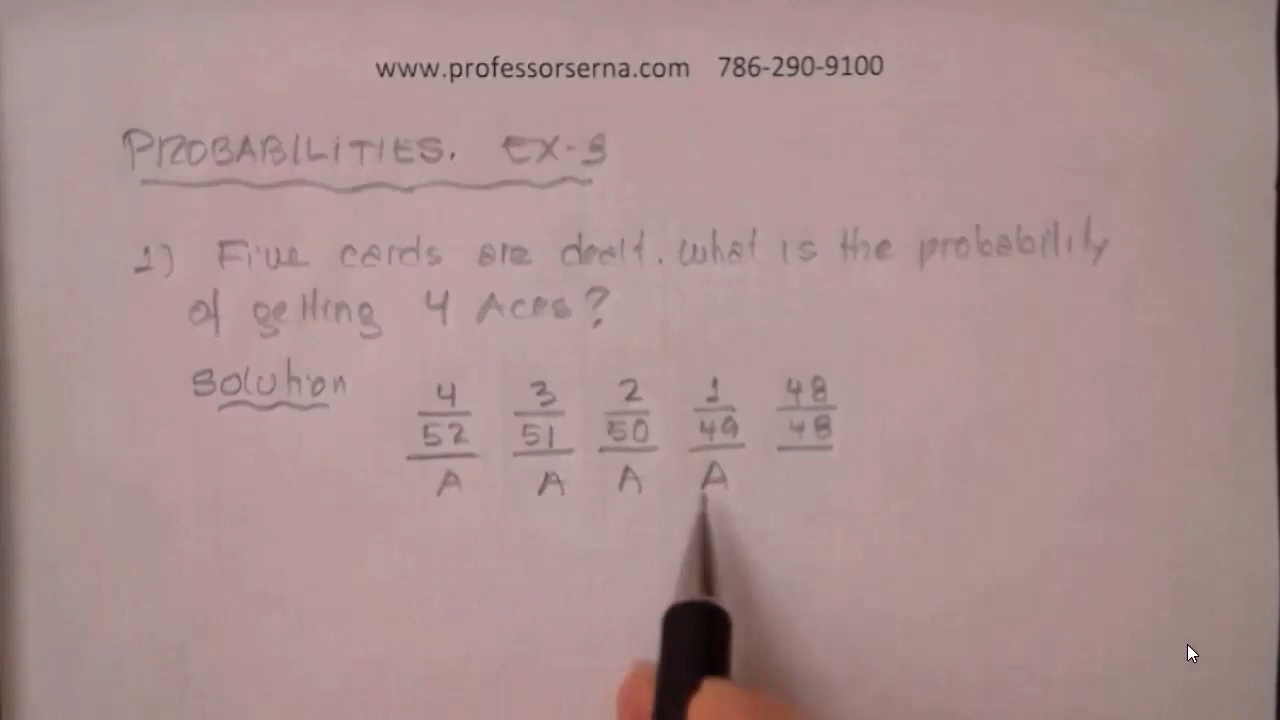 www.professorserna.com 786-290-9100
PROBABILITIES. EX-3
1) Five cards are dealt. what is the probability
of getting 4 Aces?
Solution
4 3 2 1 48
52 51 50 49 48
A A A A